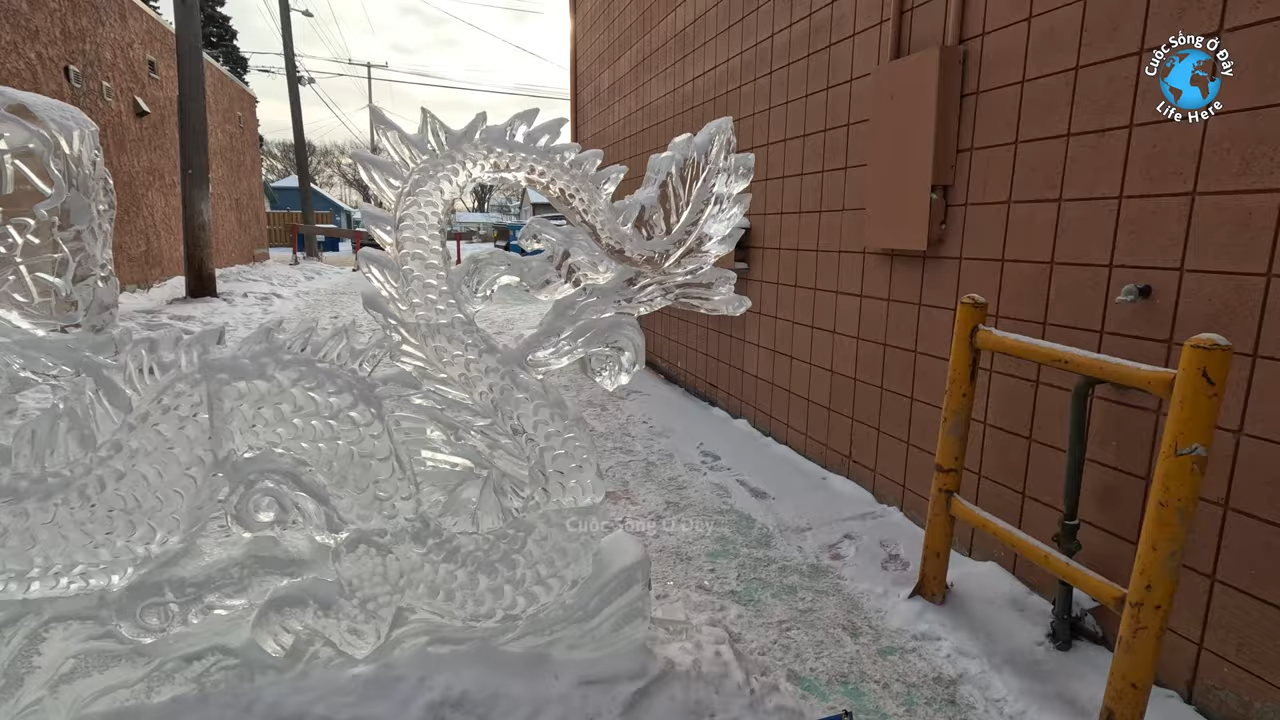 Cuộc Sống Ở Đây
Life Here
Cuộc Sống Ở Đây